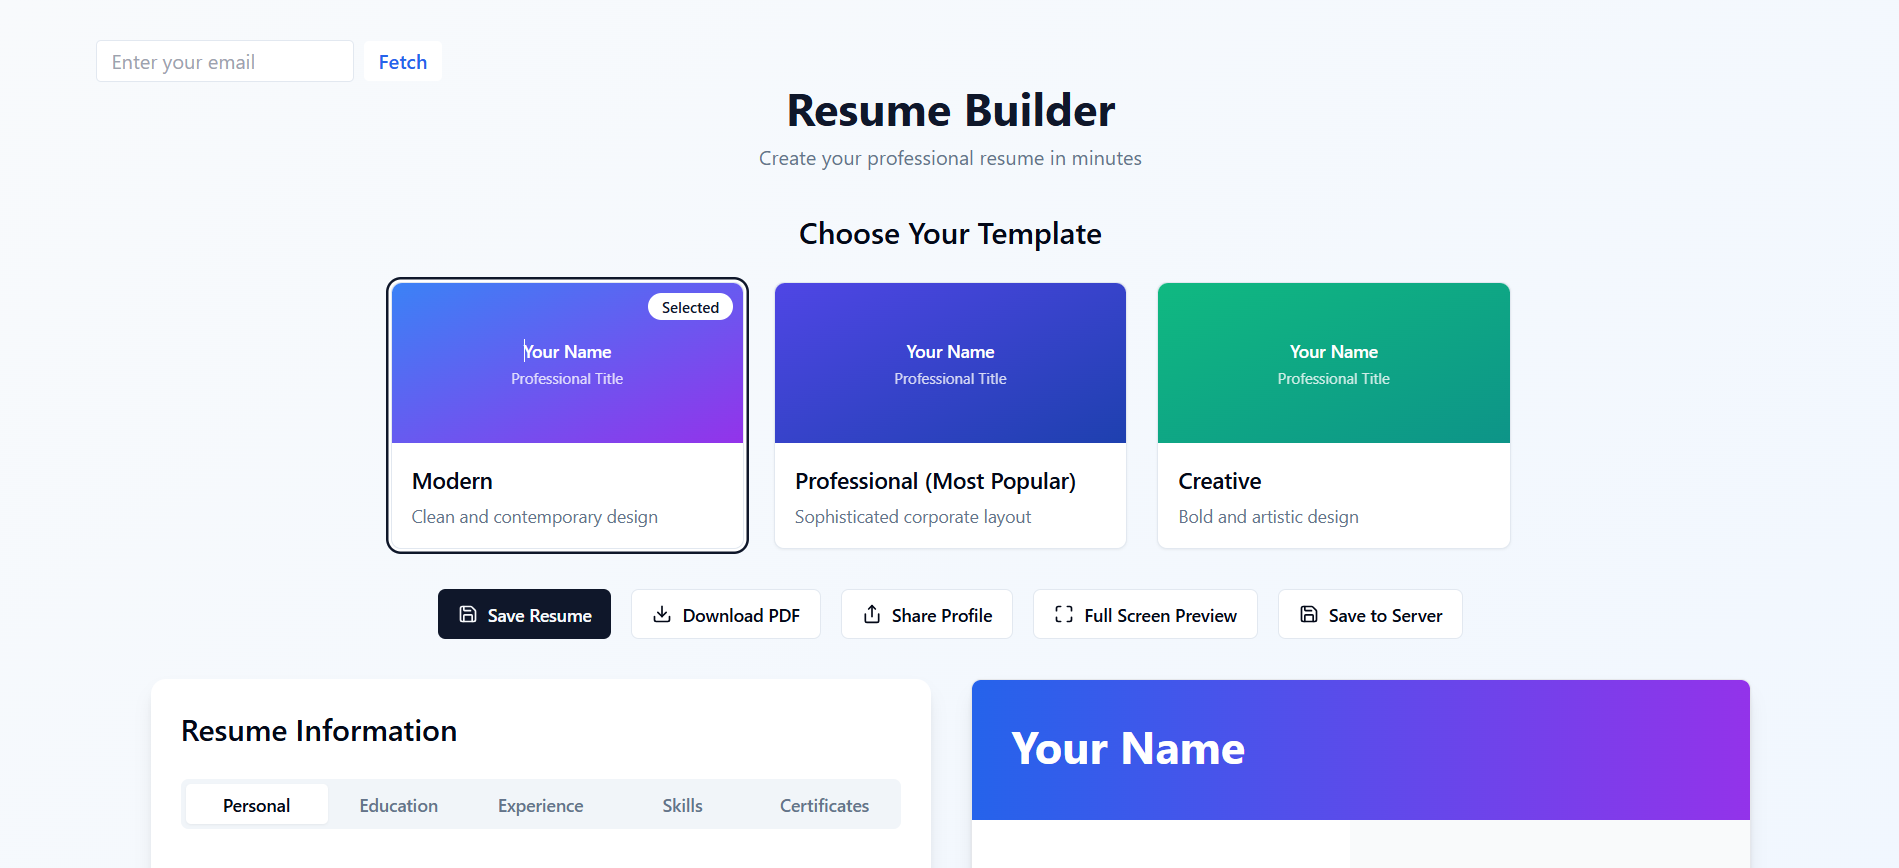 Enter your email
Fetch
Resume Builder
Create your professional resume in minutes
Choose Your Template
Selected
Your Name
Professional Title
Modern
Clean and contemporary design
Your Name
Professional Title
Professional (Most Popular)
Sophisticated corporate layout
Your Name
Professional Title
Creative
Bold and artistic design
Save Resume
Download PDF
Share Profile
Full Screen Preview
Save to Server
Resume Information
Personal
Education
Experience
Skills
Certificates
Your Name